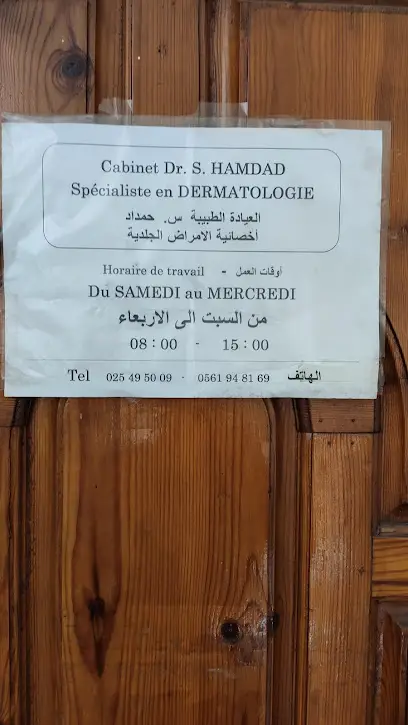 Cabinet Dr. S. HAMDAD
Spécialiste en DERMATOLOGIE
العيادة الطبيبة س. حمداد
أخصائية الامراض الجلدية
Horaire de travail - أوقات العمل
Du SAMEDI au MERCREDI
من السبت الى الاربعاء
08 : 00 - 15 : 00
Tel 025 49 50 09 - 0561 94 81 69 الهاتف